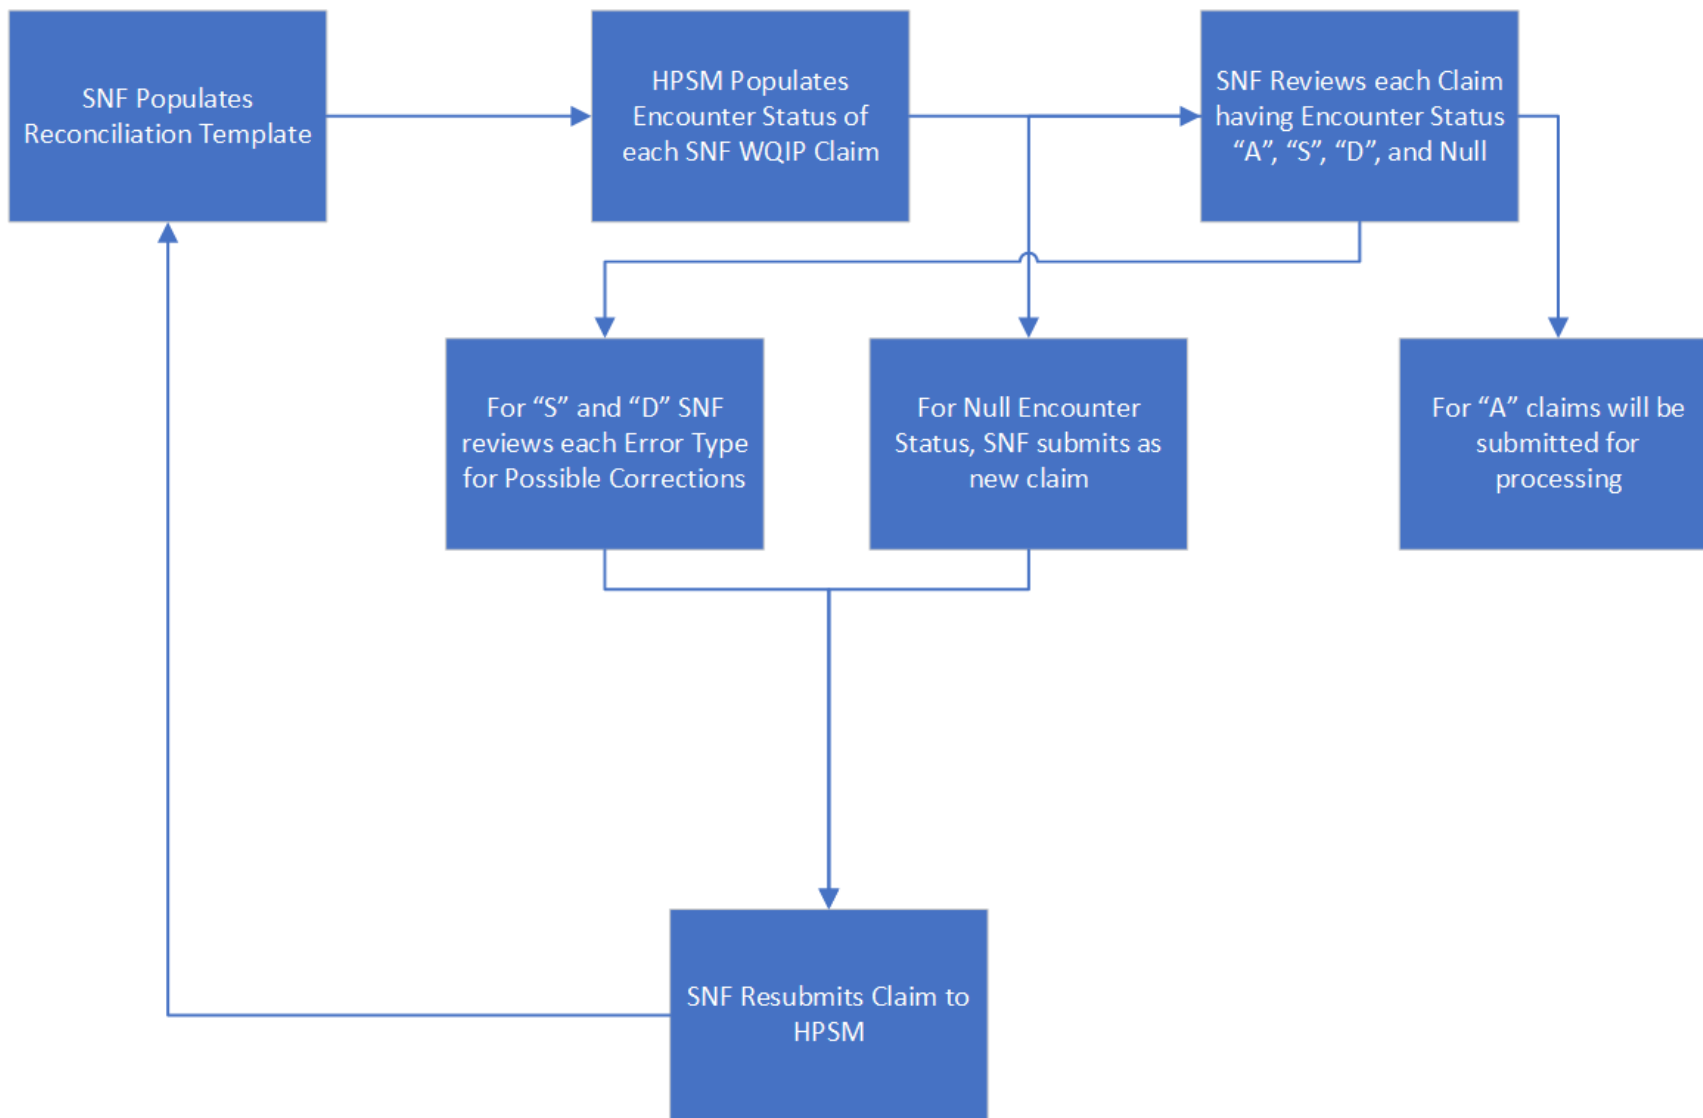 SNF Populates
Reconciliation Template
HPSM Populates
Encounter Status of
each SNF WQIP Claim
SNF Reviews each Claim
having Encounter Status
“A”, “S”, “D”, and Null
For “S” and “D” SNF
reviews each Error Type
for Possible Corrections
For Null Encounter
Status, SNF submits as
new claim
For “A” claims will be
submitted for
processing
SNF Resubmits Claim to
HPSM